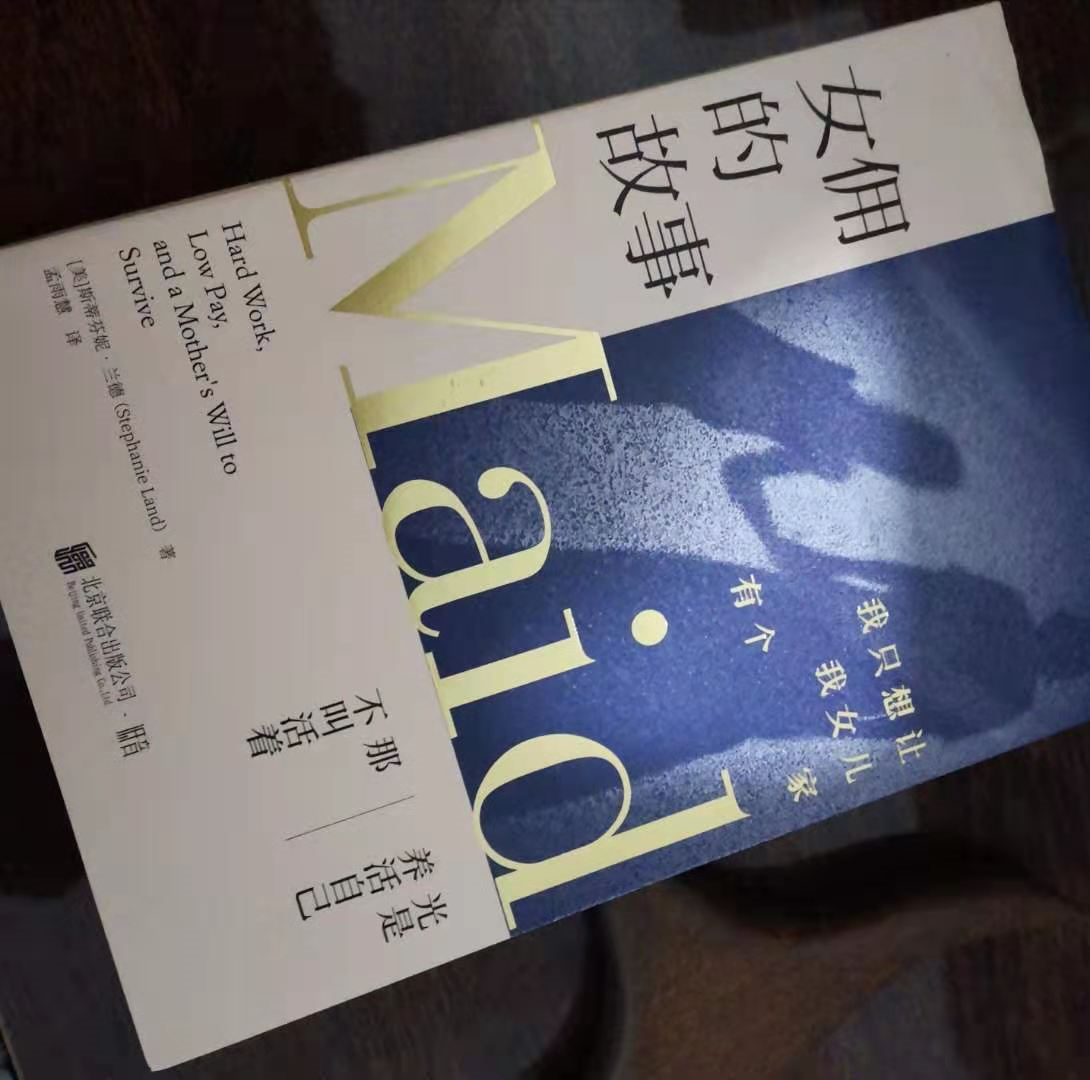 女佣
的
故事
Maid
我只想让
我女儿
有个
家
Hard Work,
Low Pay,
and a Mother's Will to
Survive
[美]斯蒂芬妮·兰德（Stephanie Land） 著
孟雨慧 译
光是
养活自己
那
不叫
活着
北京联合出版公司
Beijing United Publishing Co.,Ltd.